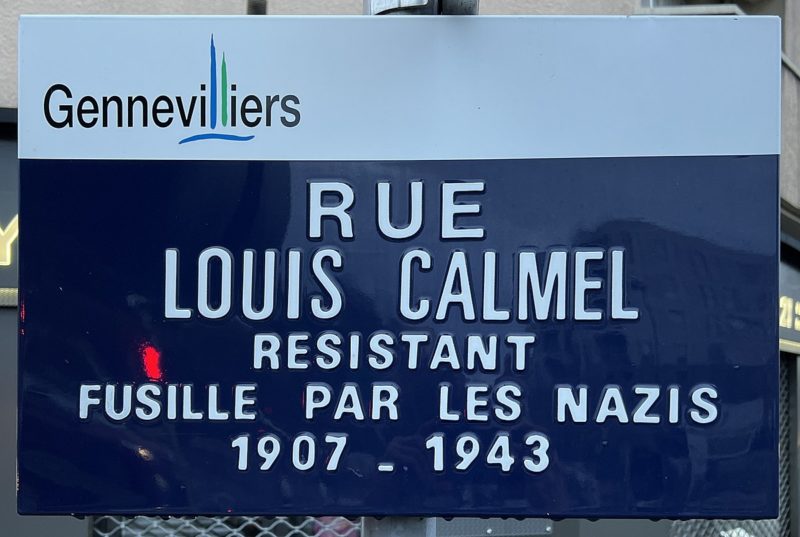 Gennevilliers
RUE
LOUIS CALMEL
RESISTANT
FUSILLE PAR LES NAZIS
1907 - 1943